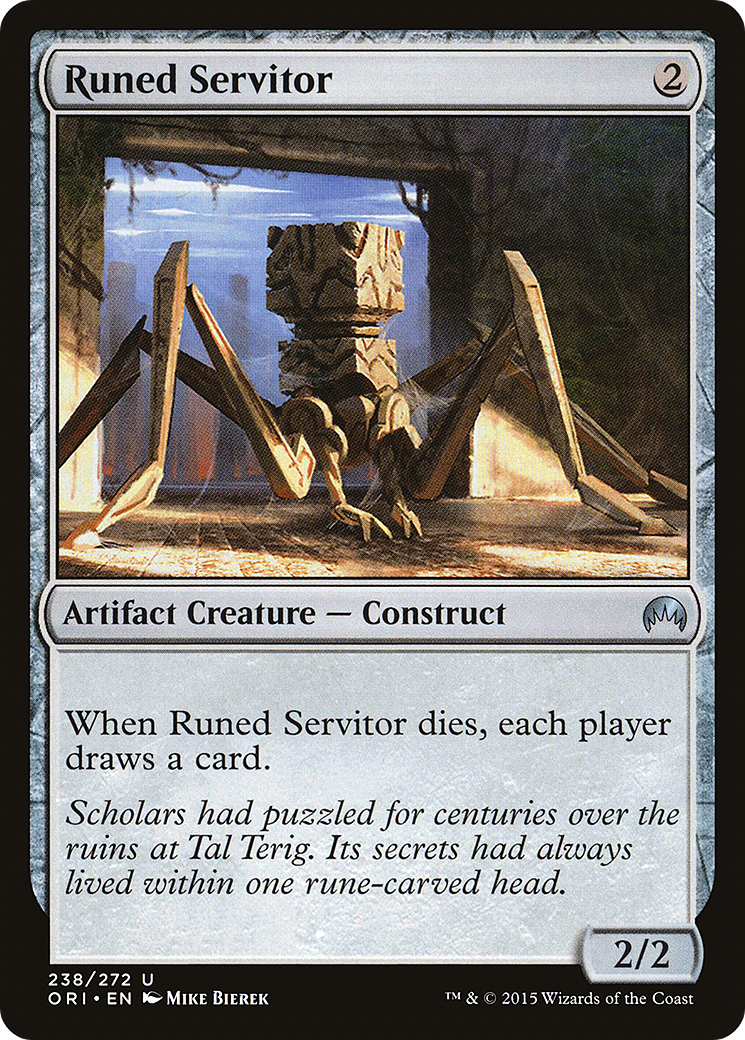 Runed Servitor
2
Artifact Creature — Construct
When Runed Servitor dies, each player
draws a card.
Scholars had puzzled for centuries over the
ruins at Tal Terig. Its secrets had always
lived within one rune-carved head.
2/2
238/272 U
ORI • EN Mike Bierek
™ & © 2015 Wizards of the Coast